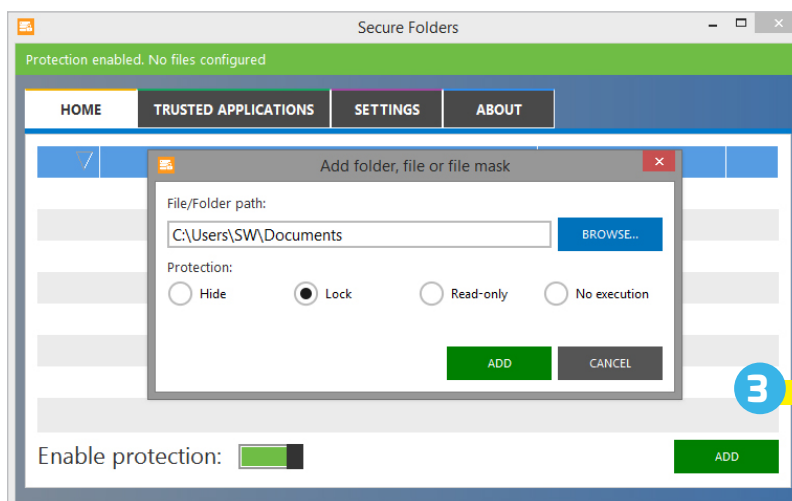 Secure Folders
Protection enabled. No files configured
HOME TRUSTED APPLICATIONS SETTINGS ABOUT
Add folder, file or file mask
File/Folder path:
C:\Users\SW\Documents BROWSE...
Protection:
Hide Lock Read-only No execution
ADD CANCEL
3
Enable protection: ADD